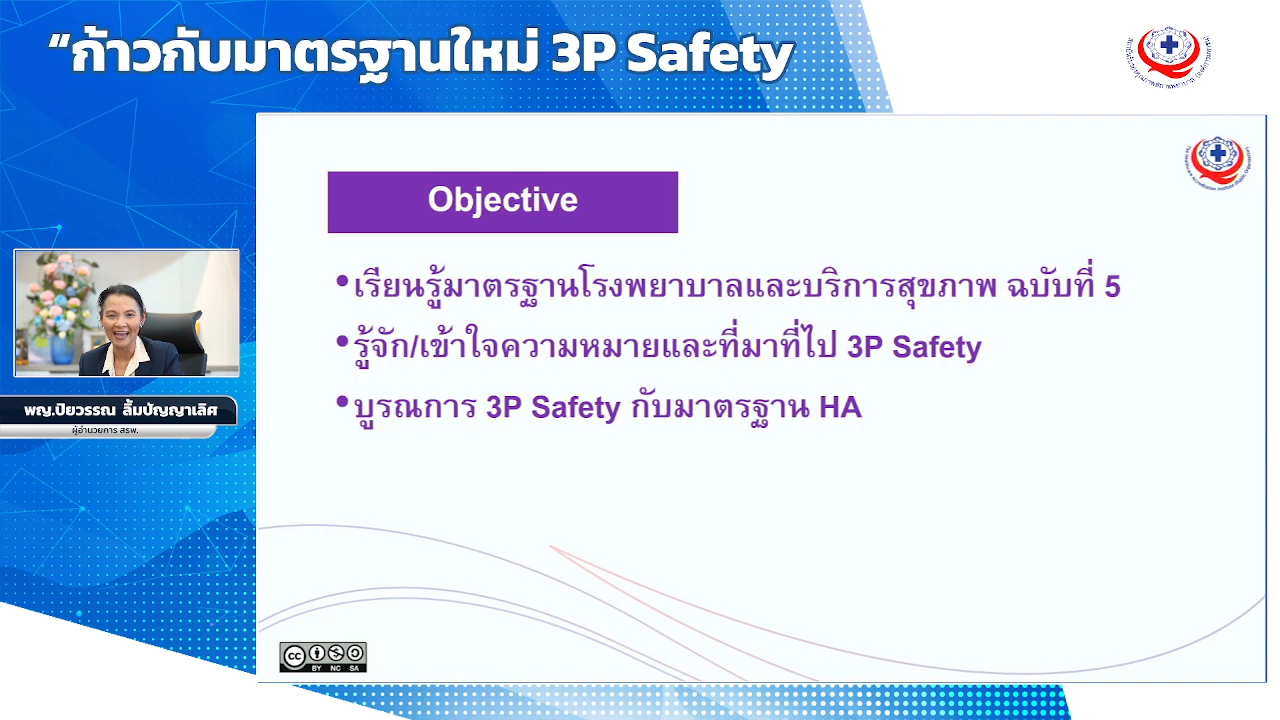 “ก้าวกับมาตรฐานใหม่ 3P Safety
Objective
•เรียนรู้มาตรฐานโรงพยาบาลและบริการสุขภาพ ฉบับที่ 5
•รู้จัก/เข้าใจความหมายและที่มาที่ไป 3P Safety
•บูรณการ 3P Safety กับมาตรฐาน HA
พญ.ปิยวรรณ ลิ้มปัญญาเลิศ
ผู้อำนวยการ สรพ.
CC BY NC SA